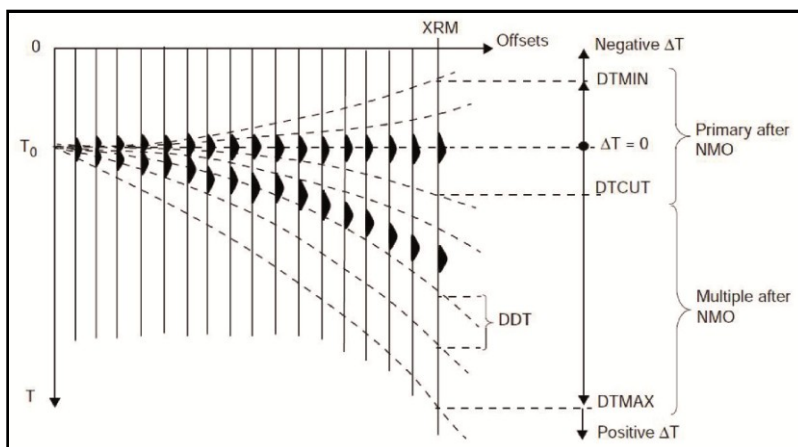 XRM
0
Offsets
Negative ΔT
DTMIN
Primary after
NMO
T0
ΔT = 0
DTCUT
DDT
Multiple after
NMO
T
DTMAX
Positive ΔT